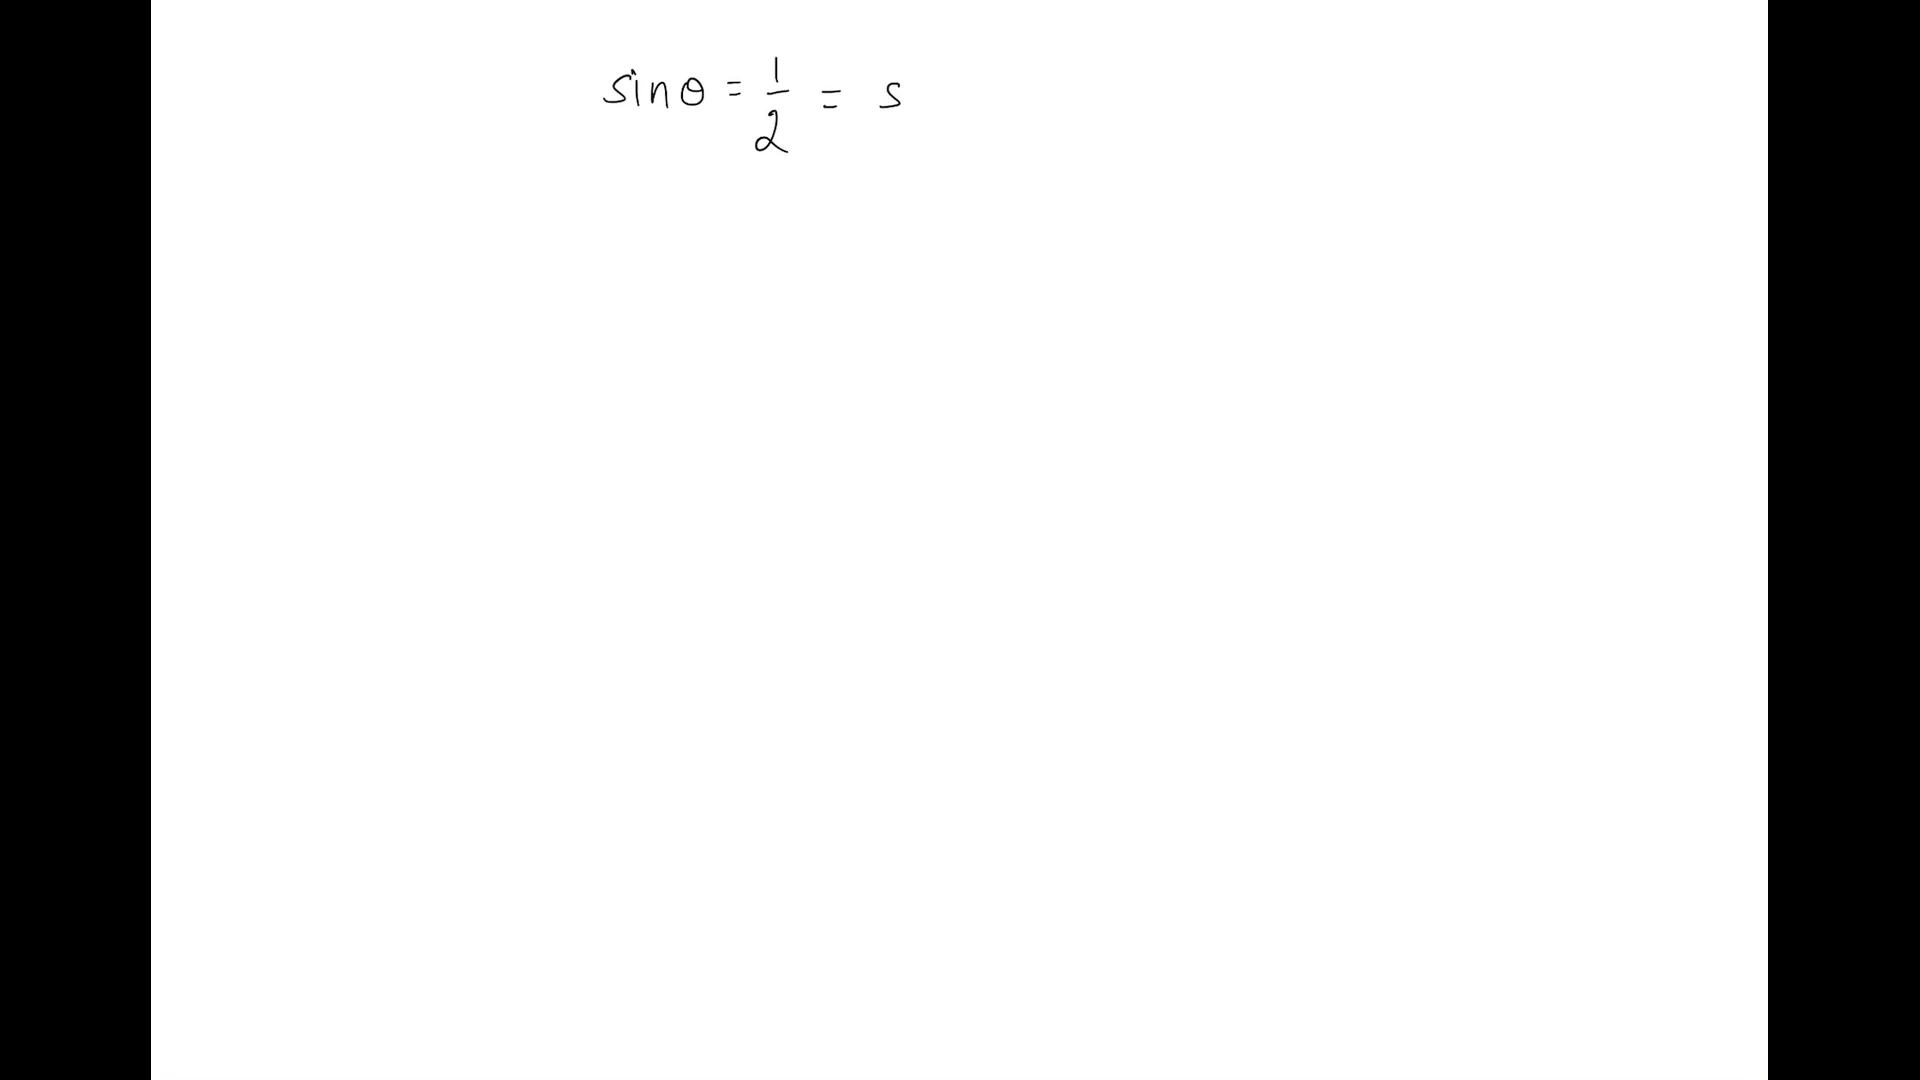 sinθ = 1/2 = s